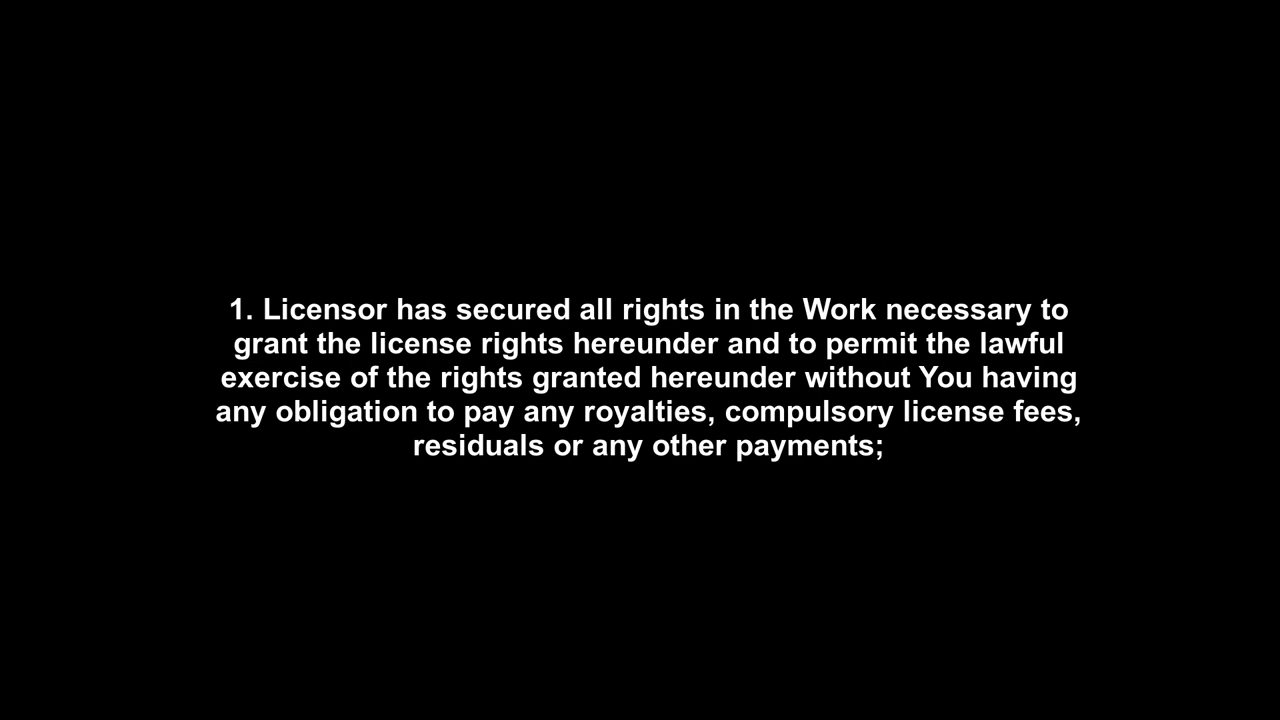 1. Licensor has secured all rights in the Work necessary to
grant the license rights hereunder and to permit the lawful
exercise of the rights granted hereunder without You having
any obligation to pay any royalties, compulsory license fees,
residuals or any other payments;